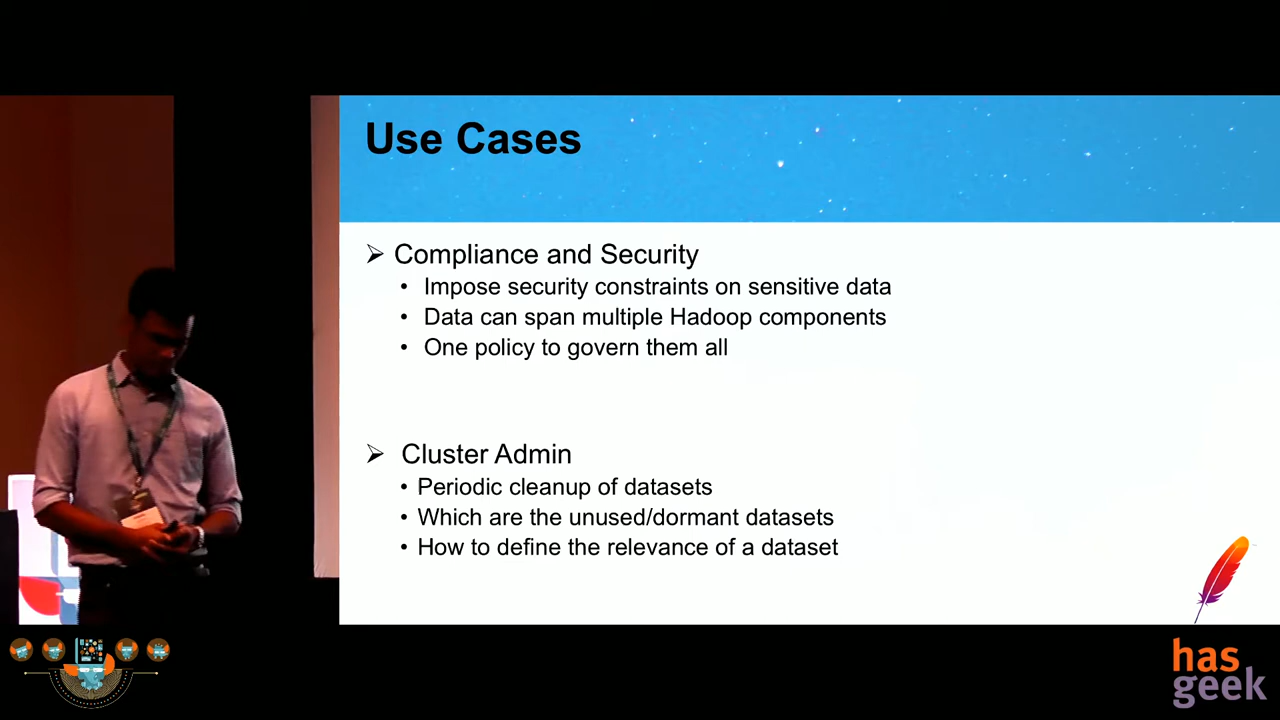 Use Cases
➢ Compliance and Security
• Impose security constraints on sensitive data
• Data can span multiple Hadoop components
• One policy to govern them all
➢ Cluster Admin
• Periodic cleanup of datasets
• Which are the unused/dormant datasets
• How to define the relevance of a dataset
has
geek